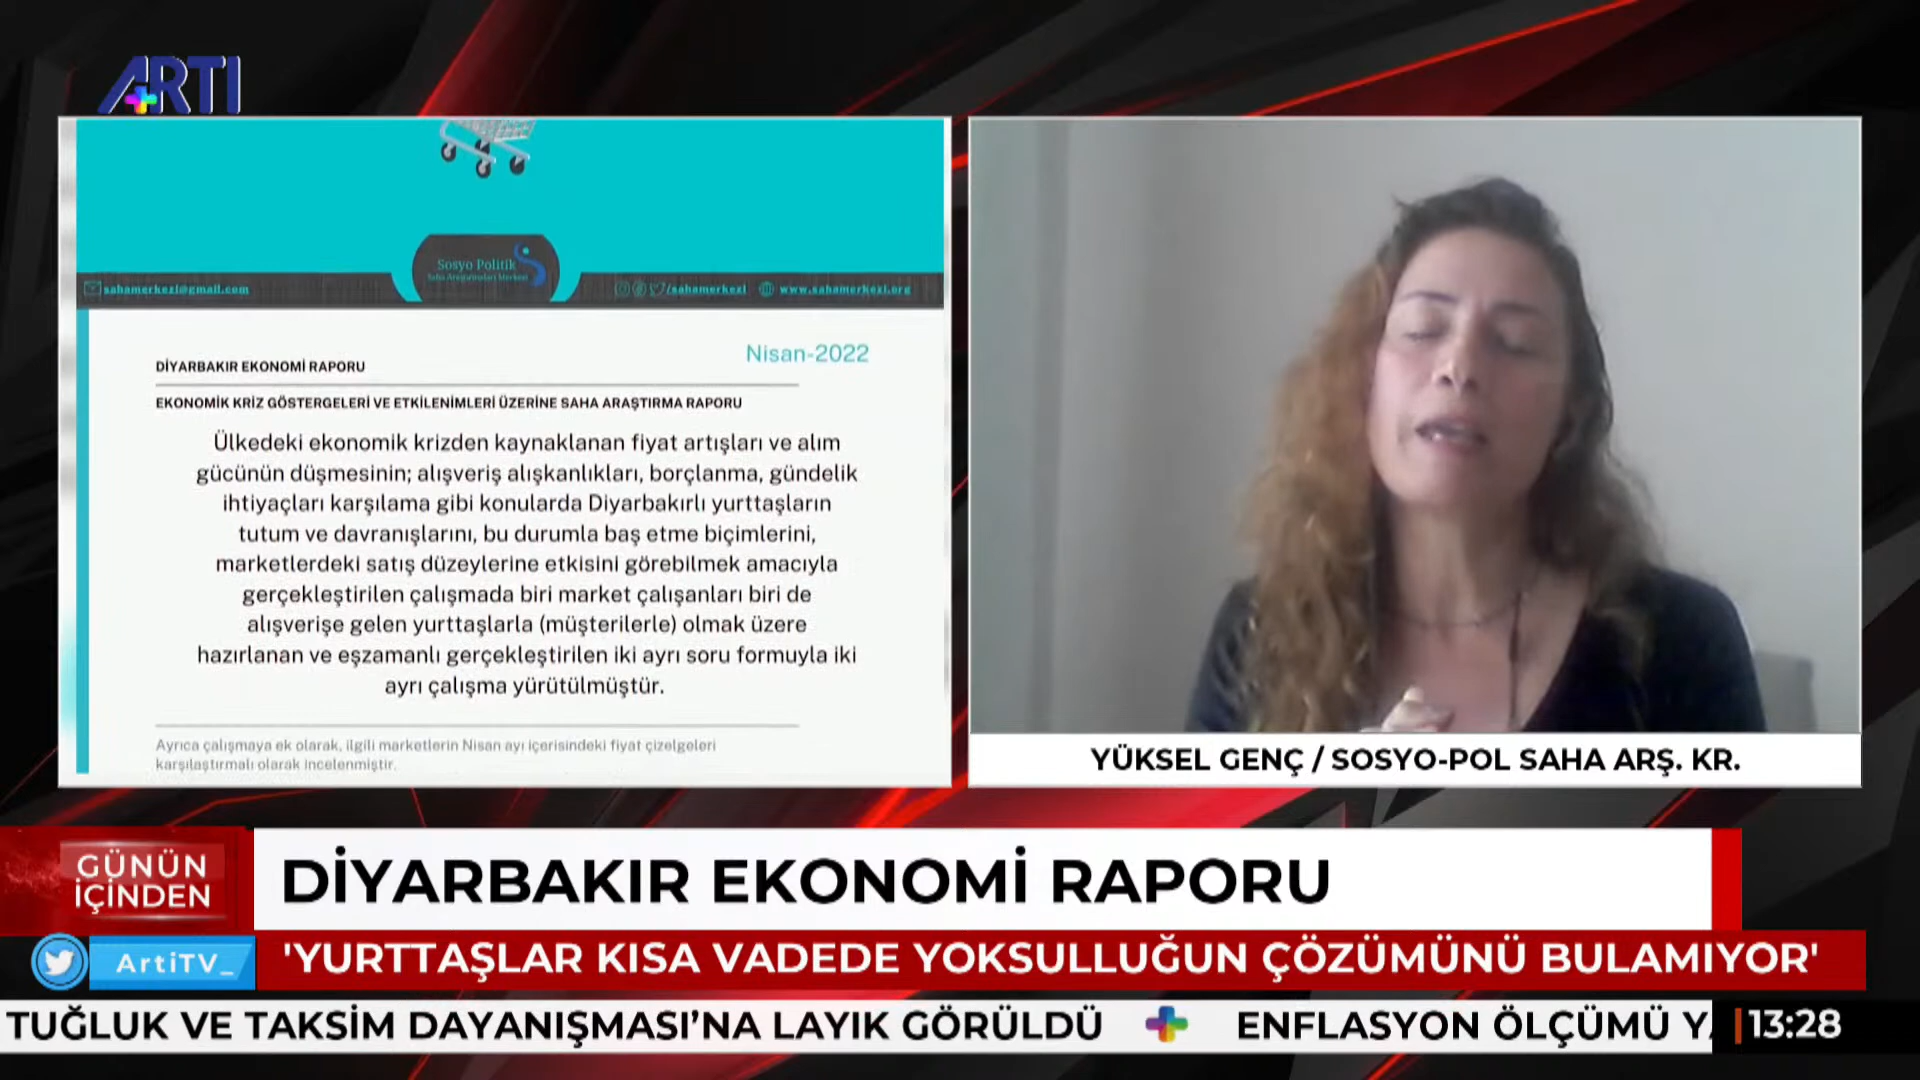 ARTI
Sosyo Politik
Saha Araştırmaları Merkezi
sahamerkezi@gmail.com
/sahamerkezi
www.sahamerkezi.org
Nisan-2022
DİYARBAKIR EKONOMİ RAPORU
EKONOMİK KRİZ GÖSTERGELERİ VE ETKİLENİMLERİ ÜZERİNE SAHA ARAŞTIRMA RAPORU
Ülkedeki ekonomik krizden kaynaklanan fiyat artışları ve alım
gücünün düşmesinin; alışveriş alışkanlıkları, borçlanma, gündelik
ihtiyaçları karşılama gibi konularda Diyarbakırlı yurttaşların
tutum ve davranışlarını, bu durumla baş etme biçimlerini,
marketlerdeki satış düzeylerine etkisini görebilmek amacıyla
gerçekleştirilen çalışmada biri market çalışanları biri de
alışverişe gelen yurttaşlarla (müşterilerle) olmak üzere
hazırlanan ve eşzamanlı gerçekleştirilen iki ayrı soru formuyla iki
ayrı çalışma yürütülmüştür.
Ayrıca çalışmaya ek olarak, ilgili marketlerin Nisan ayı içerisindeki fiyat çizelgeleri
karşılaştırmalı olarak incelenmiştir.
YÜKSEL GENÇ / SOSYO-POL SAHA ARŞ. KR.
GÜNÜN
İÇİNDEN
DİYARBAKIR EKONOMİ RAPORU
ArtiTV_
'YURTTAŞLAR KISA VADEDE YOKSULLUĞUN ÇÖZÜMÜNÜ BULAMIYOR'
TUĞLUK VE TAKSİM DAYANIŞMASI'NA LAYIK GÖRÜLDÜ
ENFLASYON ÖLÇÜMÜ YA
13:28